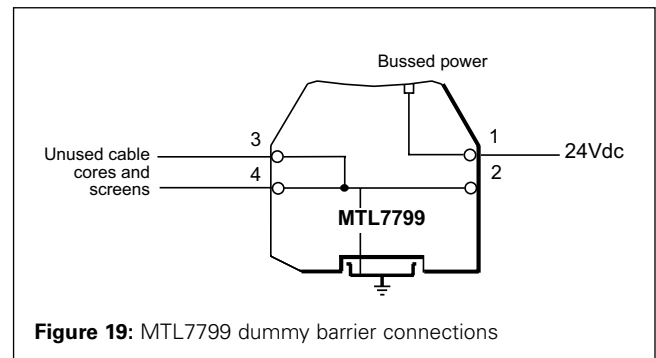 Bussed power
3
1
Unused cable
cores and
screens
24Vdc
4
2
MTL7799
Figure 19: MTL7799 dummy barrier connections